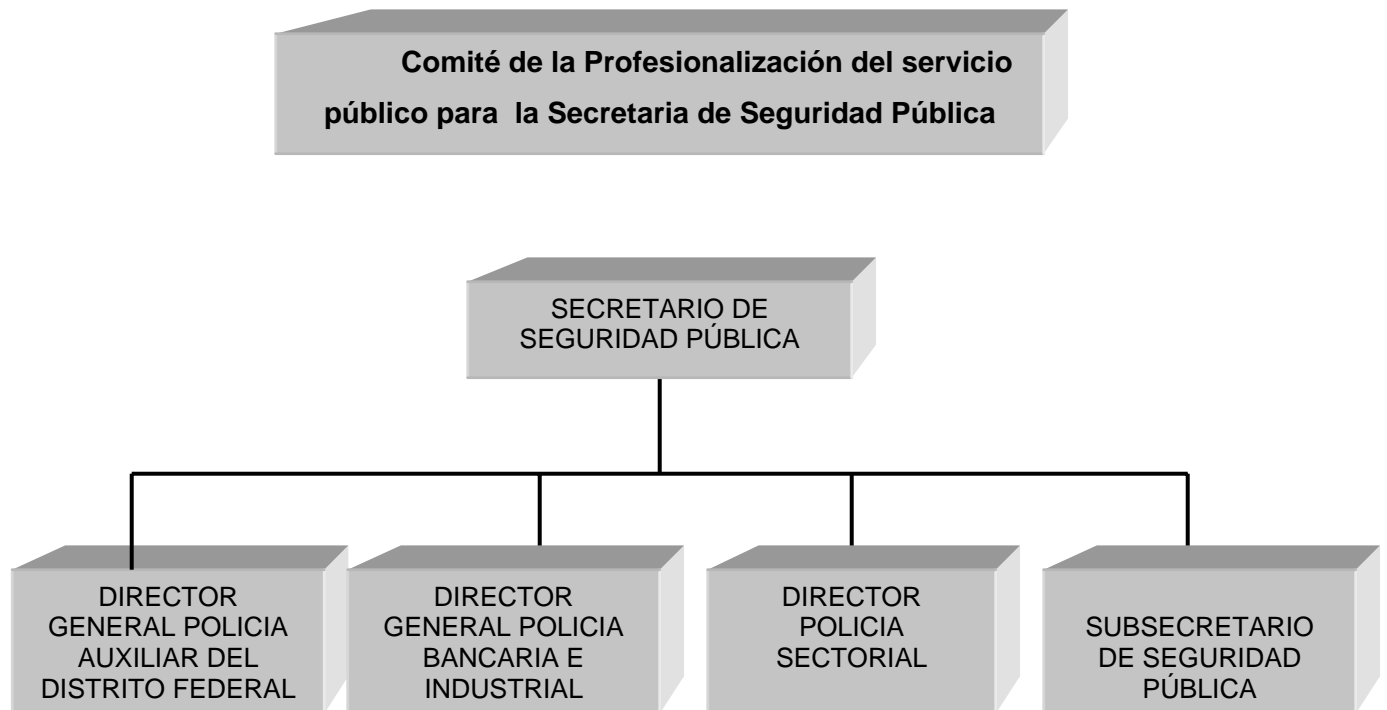 Comité de la Profesionalización del servicio
público para la Secretaria de Seguridad Pública
SECRETARIO DE
SEGURIDAD PÚBLICA
DIRECTOR
GENERAL POLICIA
AUXILIAR DEL
DISTRITO FEDERAL
DIRECTOR
GENERAL POLICIA
BANCARIA E
INDUSTRIAL
DIRECTOR
POLICIA
SECTORIAL
SUBSECRETARIO
DE SEGURIDAD
PÚBLICA